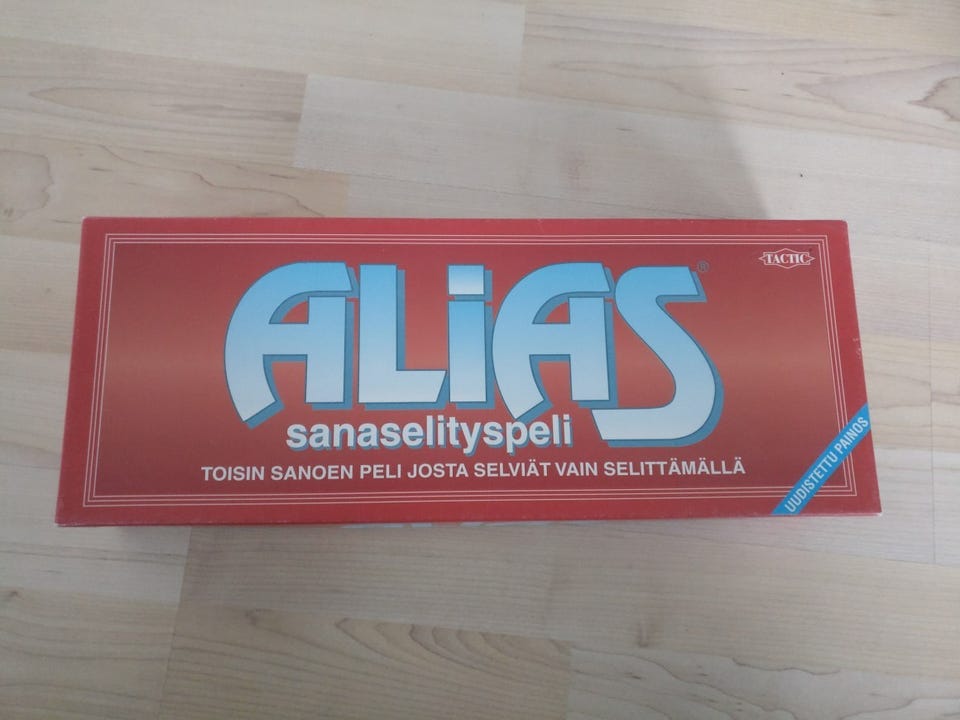 TACTIC
ALiAS®
sanaselityspeli
TOISIN SANOEN PELI JOSTA SELVIÄT VAIN SELITTÄMÄLLÄ
UUDISTETTU PAINOS